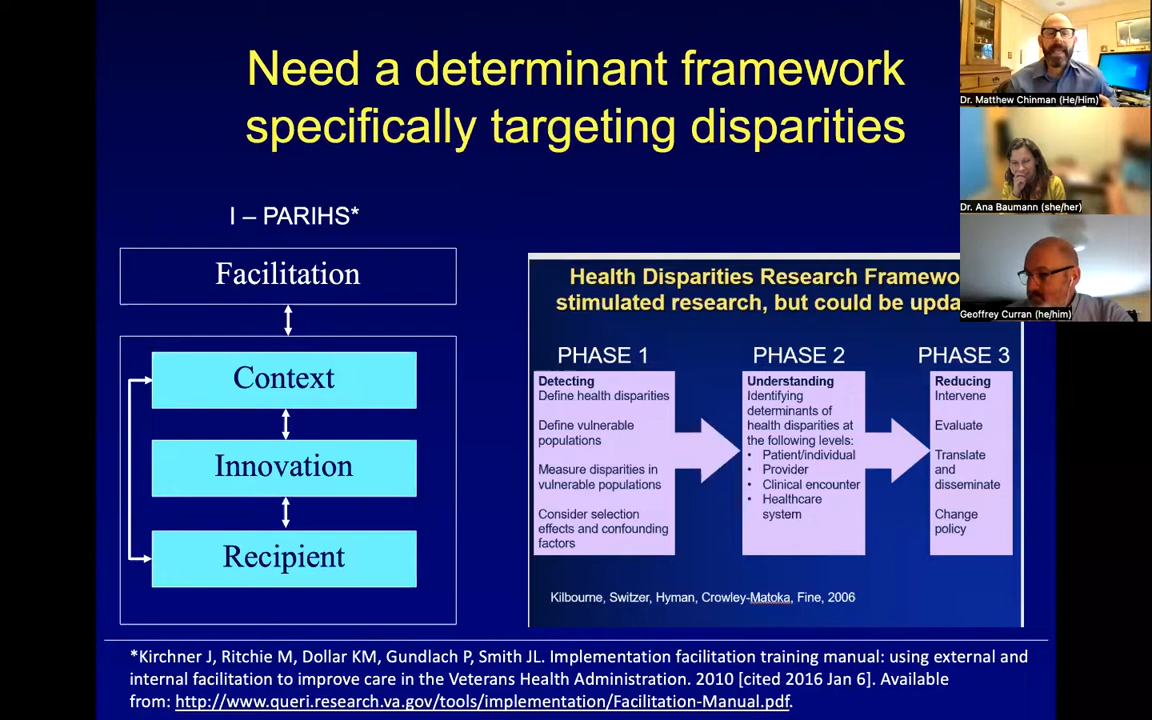 Need a determinant framework
specifically targeting disparities
I – PARIHS*
Facilitation
Context
Innovation
Recipient
Health Disparities Research Framewo
stimulated research, but could be upda
PHASE 1
Detecting
Define health disparities
Define vulnerable
populations
Measure disparities in
vulnerable populations
Consider selection
effects and confounding
factors
PHASE 2
Understanding
Identifying
determinants of
health disparities at
the following levels:
• Patient/individual
• Provider
• Clinical encounter
• Healthcare
system
PHASE 3
Reducing
Intervene
Evaluate
Translate
and
disseminate
Change
policy
Kilbourne, Switzer, Hyman, Crowley-Matoka, Fine, 2006
*Kirchner J, Ritchie M, Dollar KM, Gundlach P, Smith JL. Implementation facilitation training manual: using external and
internal facilitation to improve care in the Veterans Health Administration. 2010 [cited 2016 Jan 6]. Available
from: http://www.queri.research.va.gov/tools/implementation/Facilitation-Manual.pdf.
Dr. Matthew Chinman (He/Him)
Dr. Ana Baumann (she/her)
Geoffrey Curran (he/him)